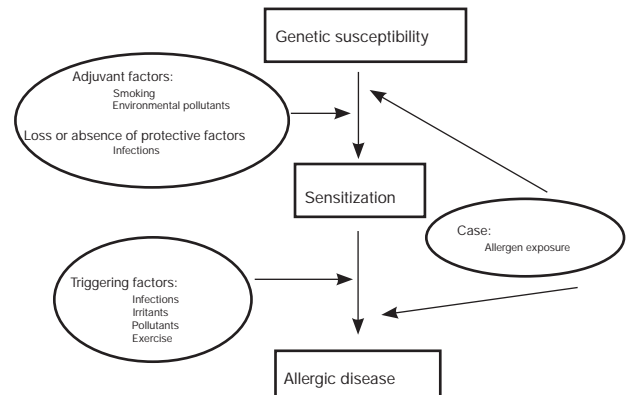 Genetic susceptibility
Adjuvant factors:
Smoking
Environmental pollutants
Loss or absence of protective factors
Infections
Sensitization
Case:
Allergen exposure
Triggering factors:
Infections
Irritants
Pollutants
Exercise
Allergic disease